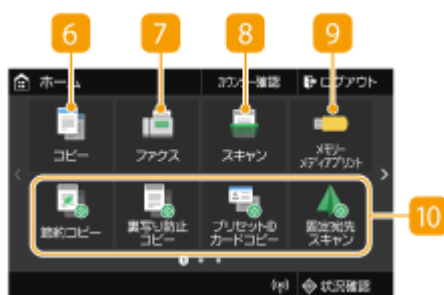 6
7
8
9
ホーム
カウンター確認
ログアウト
コピー
ファクス
スキャン
メモリー
メディアプリント
節約コピー
裏写り防止
コピー
プリセットID
カードコピー
固定宛先
スキャン
10
状況確認